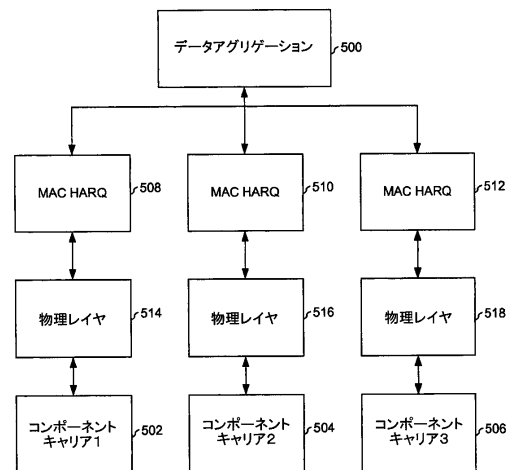 データアグリゲーション
500
MAC HARQ
508
MAC HARQ
510
MAC HARQ
512
物理レイヤ
514
物理レイヤ
516
物理レイヤ
518
コンポーネント
キャリア1
502
コンポーネント
キャリア2
504
コンポーネント
キャリア3
506